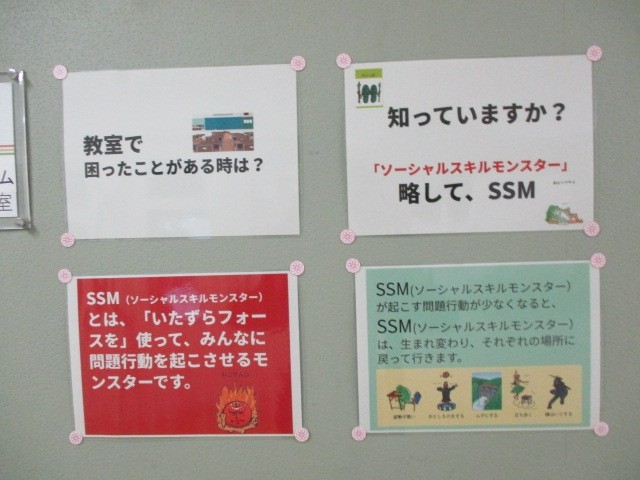 教室で
困ったことがある時は？
知っていますか？
「ソーシャルスキルモンスター」
略して、SSM
ム
室
SSM（ソーシャルスキルモンスター）
とは、「いたずらフォー
スを」使って、みんなに
問題行動を起こさせるモ
ンスターです。
SSM(ソーシャルスキルモンスター)
が起こす問題行動が少なくなると、
SSM(ソーシャルスキルモンスター)
は、生まれ変わり、それぞれの場所に
戻って行きます。